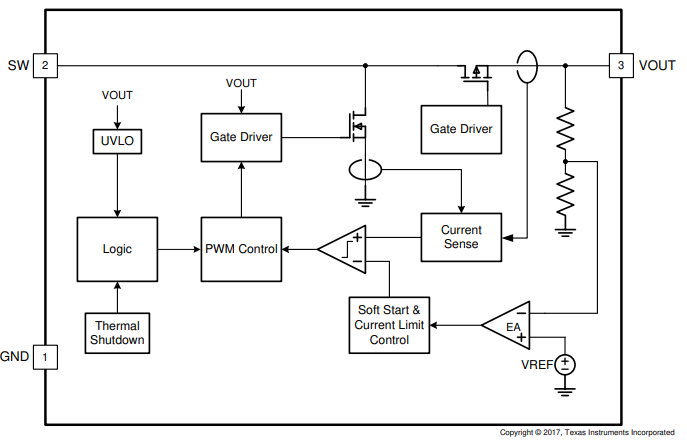 SW 2
3 VOUT
VOUT
VOUT
UVLO
Gate Driver
Gate Driver
Logic
PWM Control
+
−
Current
Sense
Thermal
Shutdown
Soft Start &
Current Limit
Control
−
EA
+
VREF
+
−
GND 1
Copyright © 2017, Texas Instruments Incorporated